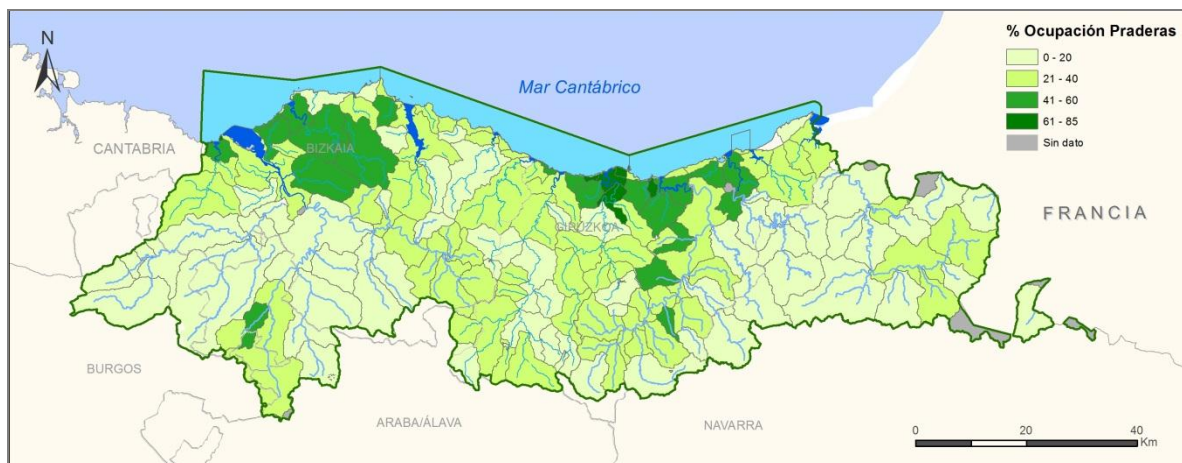 N
Mar Cantábrico
% Ocupación Praderas
0 - 20
21 - 40
41 - 60
61 - 85
Sin dato
CANTABRIA
BIZKAIA
GIPUZKOA
FRANCIA
BURGOS
ARABA/ÁLAVA
NAVARRA
0 20 40
Km